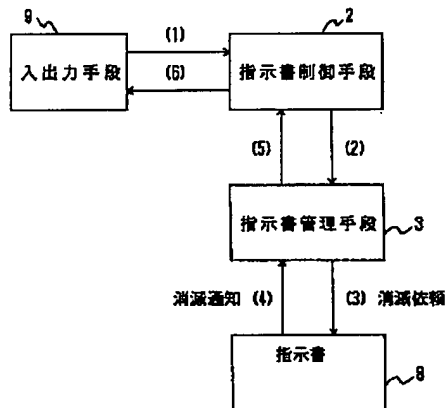 9
2
(1)
入出力手段
指示書制御手段
(6)
(5)
(2)
指示書管理手段
3
消滅通知 (4)
(3) 消滅依頼
指示書
8